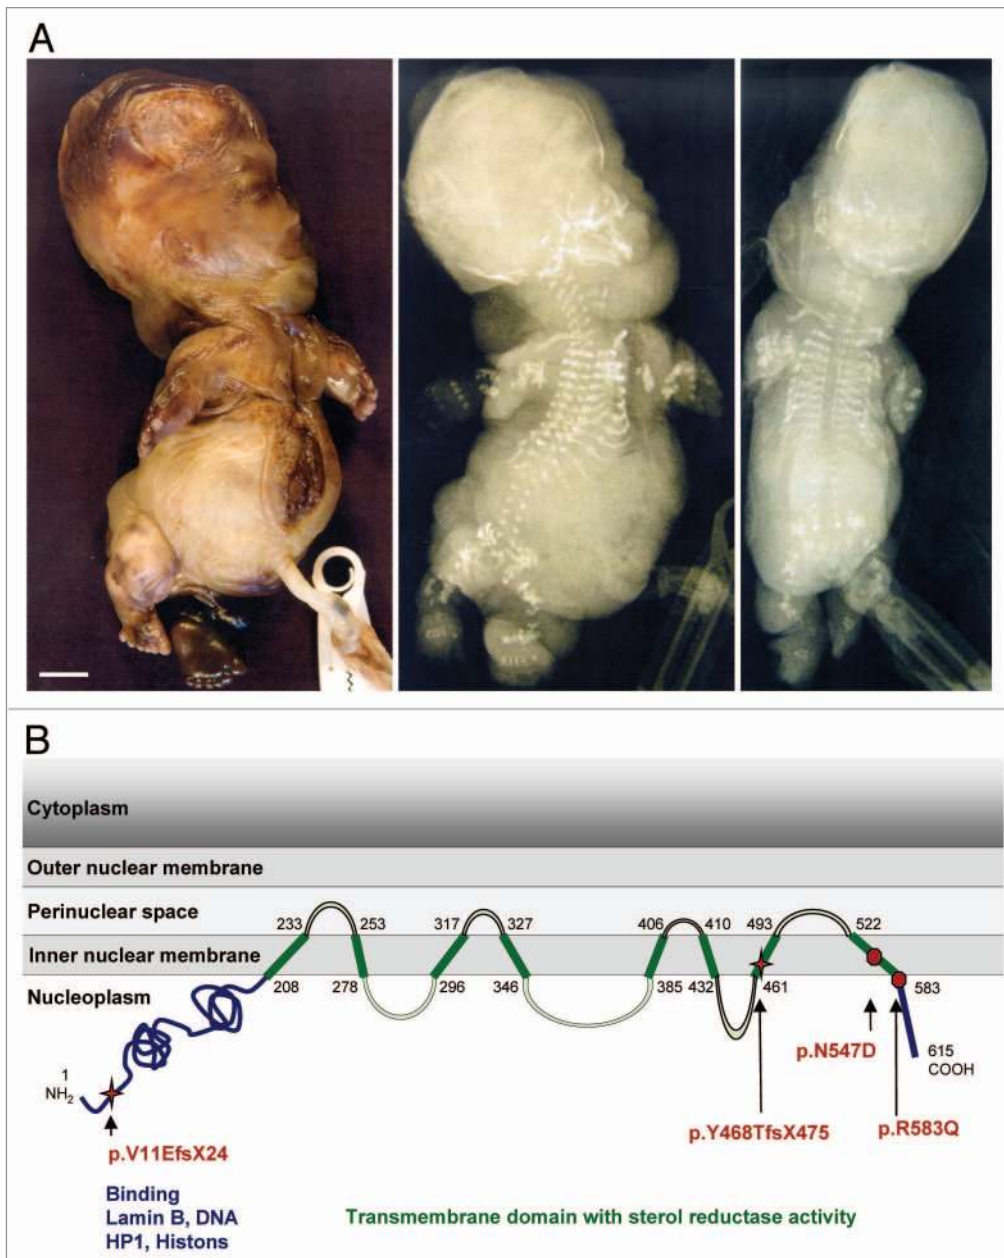 A
B
Cytoplasm
Outer nuclear membrane
Perinuclear space
233 253 317 327 406 410 493 522
Inner nuclear membrane
Nucleoplasm
208 278 296 346 385 432 461 583
1
NH2
615
COOH
p.N547D
p.V11EfsX24
p.Y468TfsX475
p.R583Q
Binding
Lamin B, DNA
HP1, Histons
Transmembrane domain with sterol reductase activity